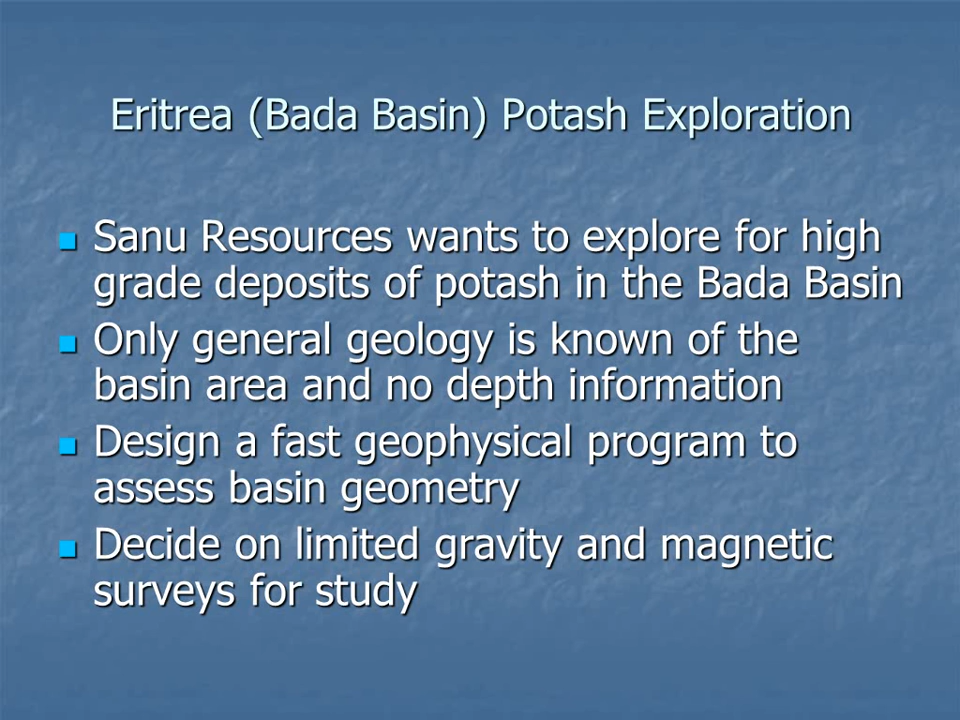 Eritrea (Bada Basin) Potash Exploration
Sanu Resources wants to explore for high
grade deposits of potash in the Bada Basin
Only general geology is known of the
basin area and no depth information
Design a fast geophysical program to
assess basin geometry
Decide on limited gravity and magnetic
surveys for study